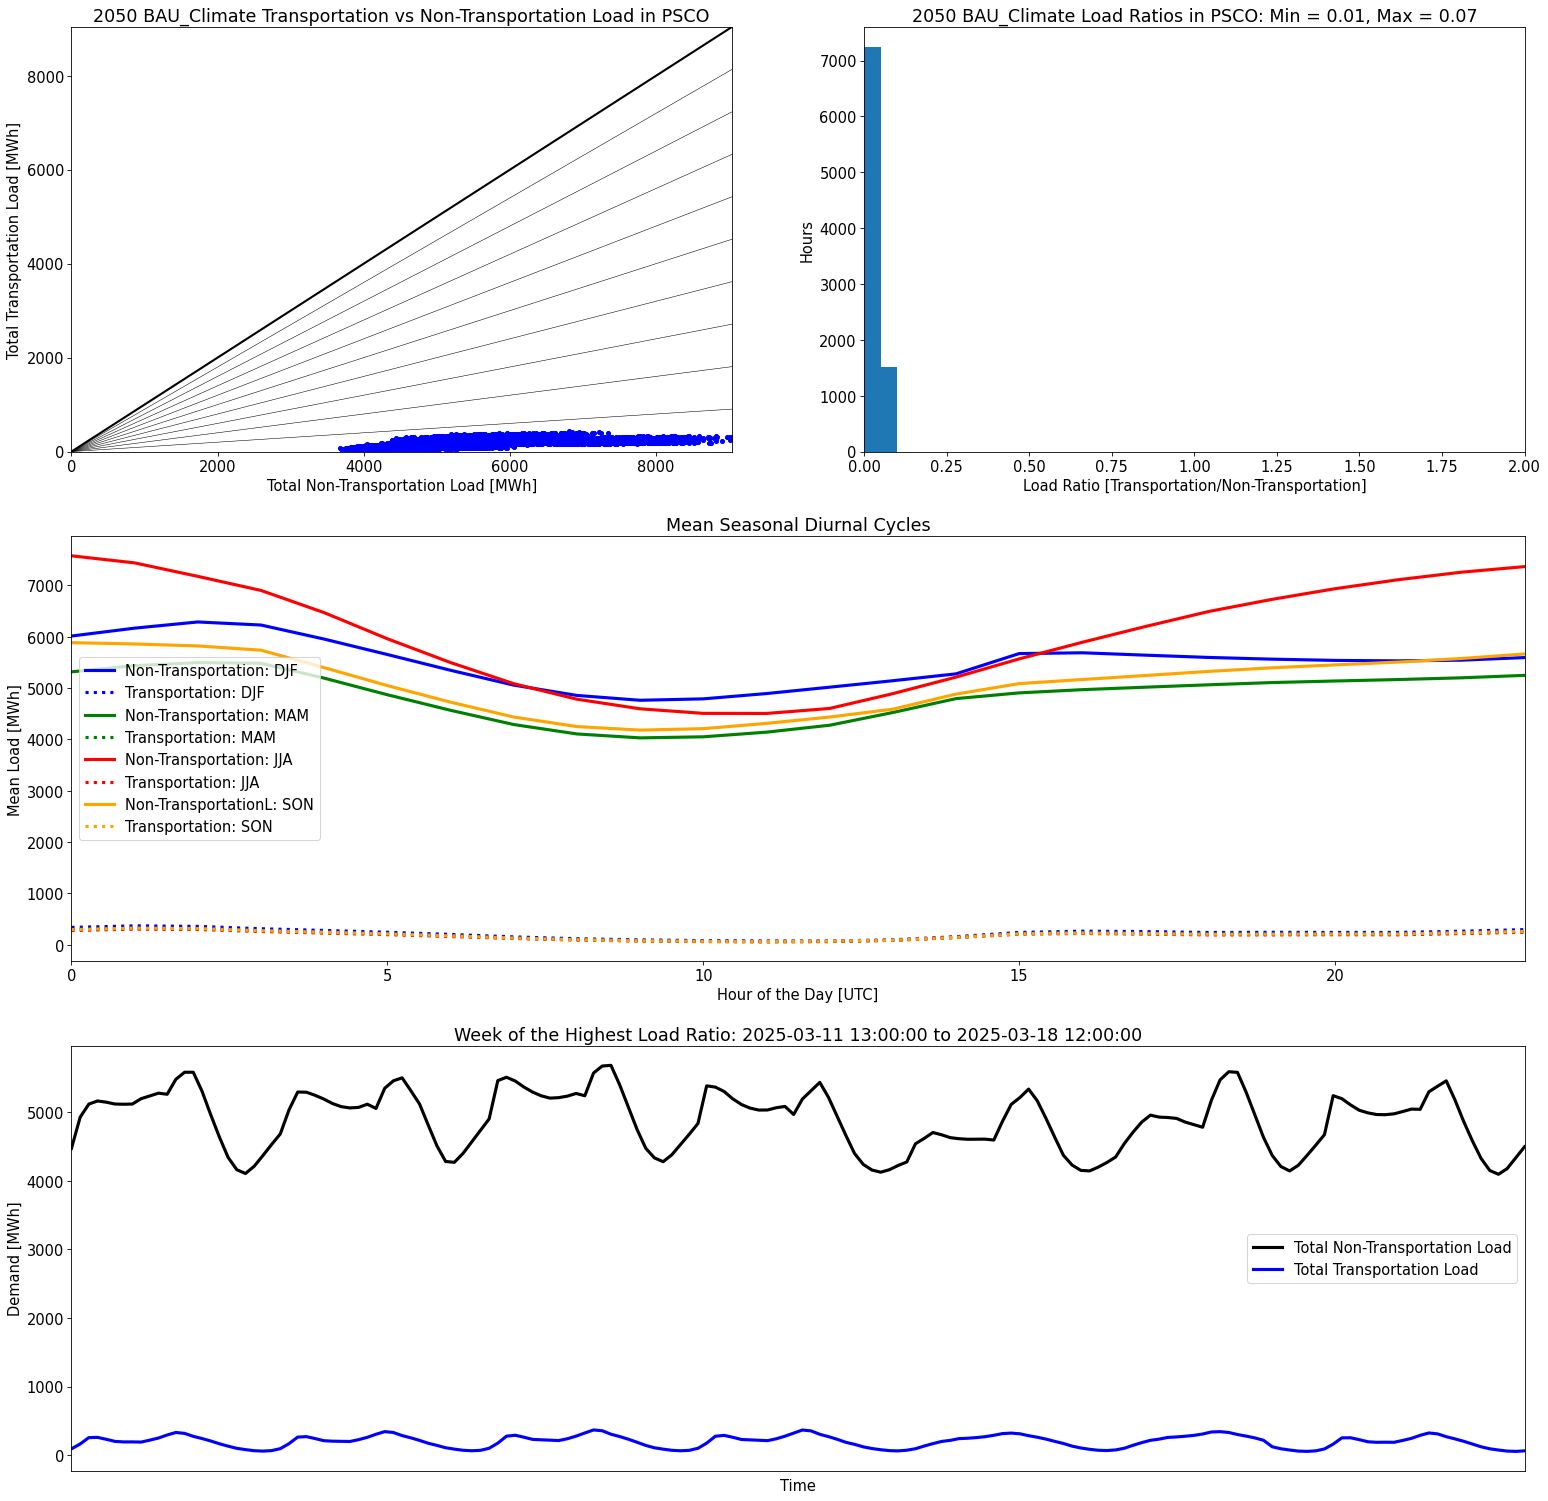 2050 BAU_Climate Transportation vs Non-Transportation Load in PSCO
8000
6000
4000
2000
0
Total Transportation Load [MWh]
0 2000 4000 6000 8000
Total Non-Transportation Load [MWh]
2050 BAU_Climate Load Ratios in PSCO: Min = 0.01, Max = 0.07
7000
6000
5000
4000
3000
2000
1000
0
Hours
0.00 0.25 0.50 0.75 1.00 1.25 1.50 1.75 2.00
Load Ratio [Transportation/Non-Transportation]
Mean Seasonal Diurnal Cycles
7000
6000
5000
4000
3000
2000
1000
0
Mean Load [MWh]
Non-Transportation: DJF
Transportation: DJF
Non-Transportation: MAM
Transportation: MAM
Non-Transportation: JJA
Transportation: JJA
Non-TransportationL: SON
Transportation: SON
0 5 10 15 20
Hour of the Day [UTC]
Week of the Highest Load Ratio: 2025-03-11 13:00:00 to 2025-03-18 12:00:00
5000
4000
3000
2000
1000
0
Demand [MWh]
Total Non-Transportation Load
Total Transportation Load
Time